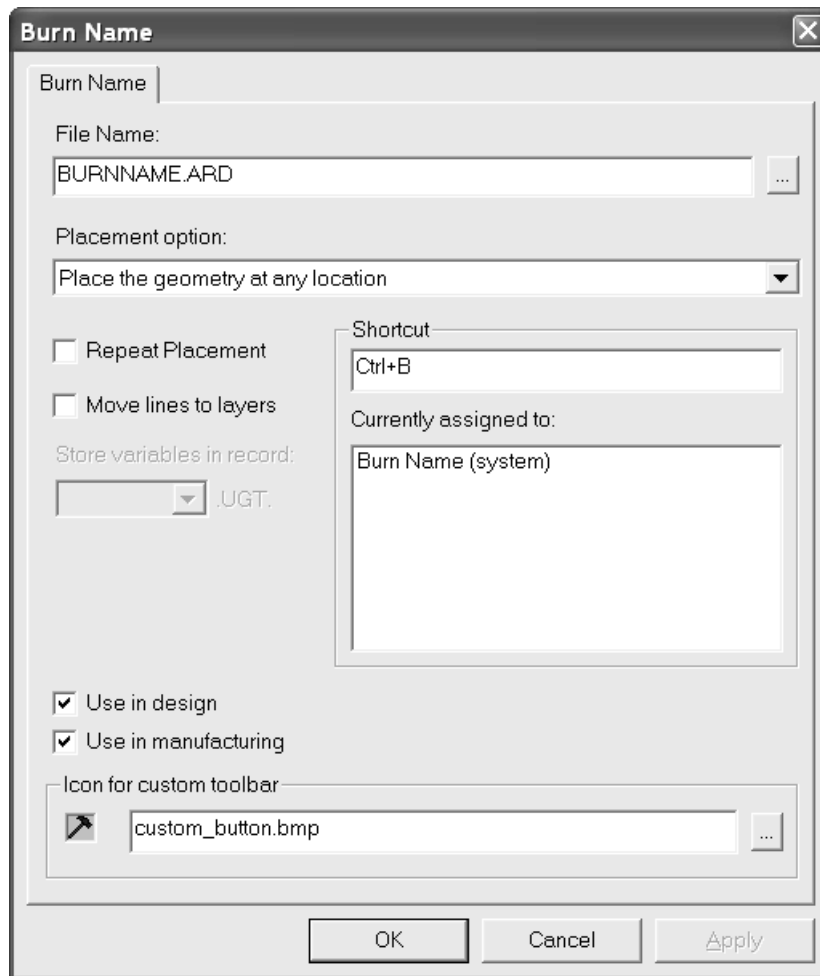 Burn Name
Burn Name
File Name:
BURNNAME.ARD
...
Placement option:
Place the geometry at any location
Repeat Placement
Move lines to layers
Store variables in record:
.UGT.
Shortcut
Ctrl+B
Currently assigned to:
Burn Name (system)
Use in design
Use in manufacturing
Icon for custom toolbar
custom_button.bmp
...
OK
Cancel
Apply